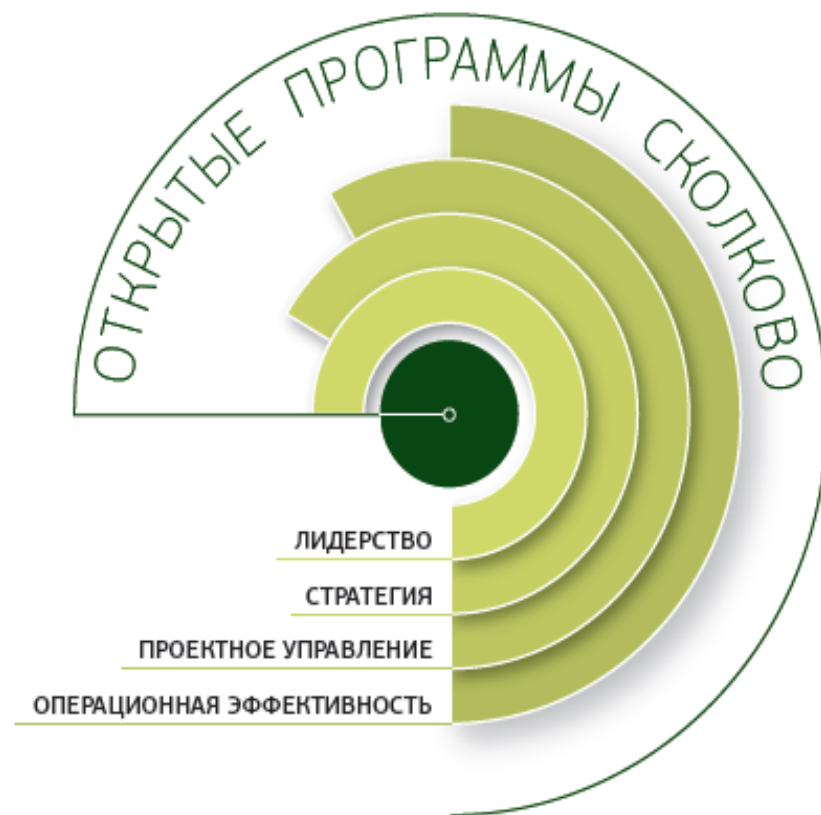 ОТКРЫТЫЕ ПРОГРАММЫ СКОЛКОВО
ЛИДЕРСТВО
СТРАТЕГИЯ
ПРОЕКТНОЕ УПРАВЛЕНИЕ
ОПЕРАЦИОННАЯ ЭФФЕКТИВНОСТЬ